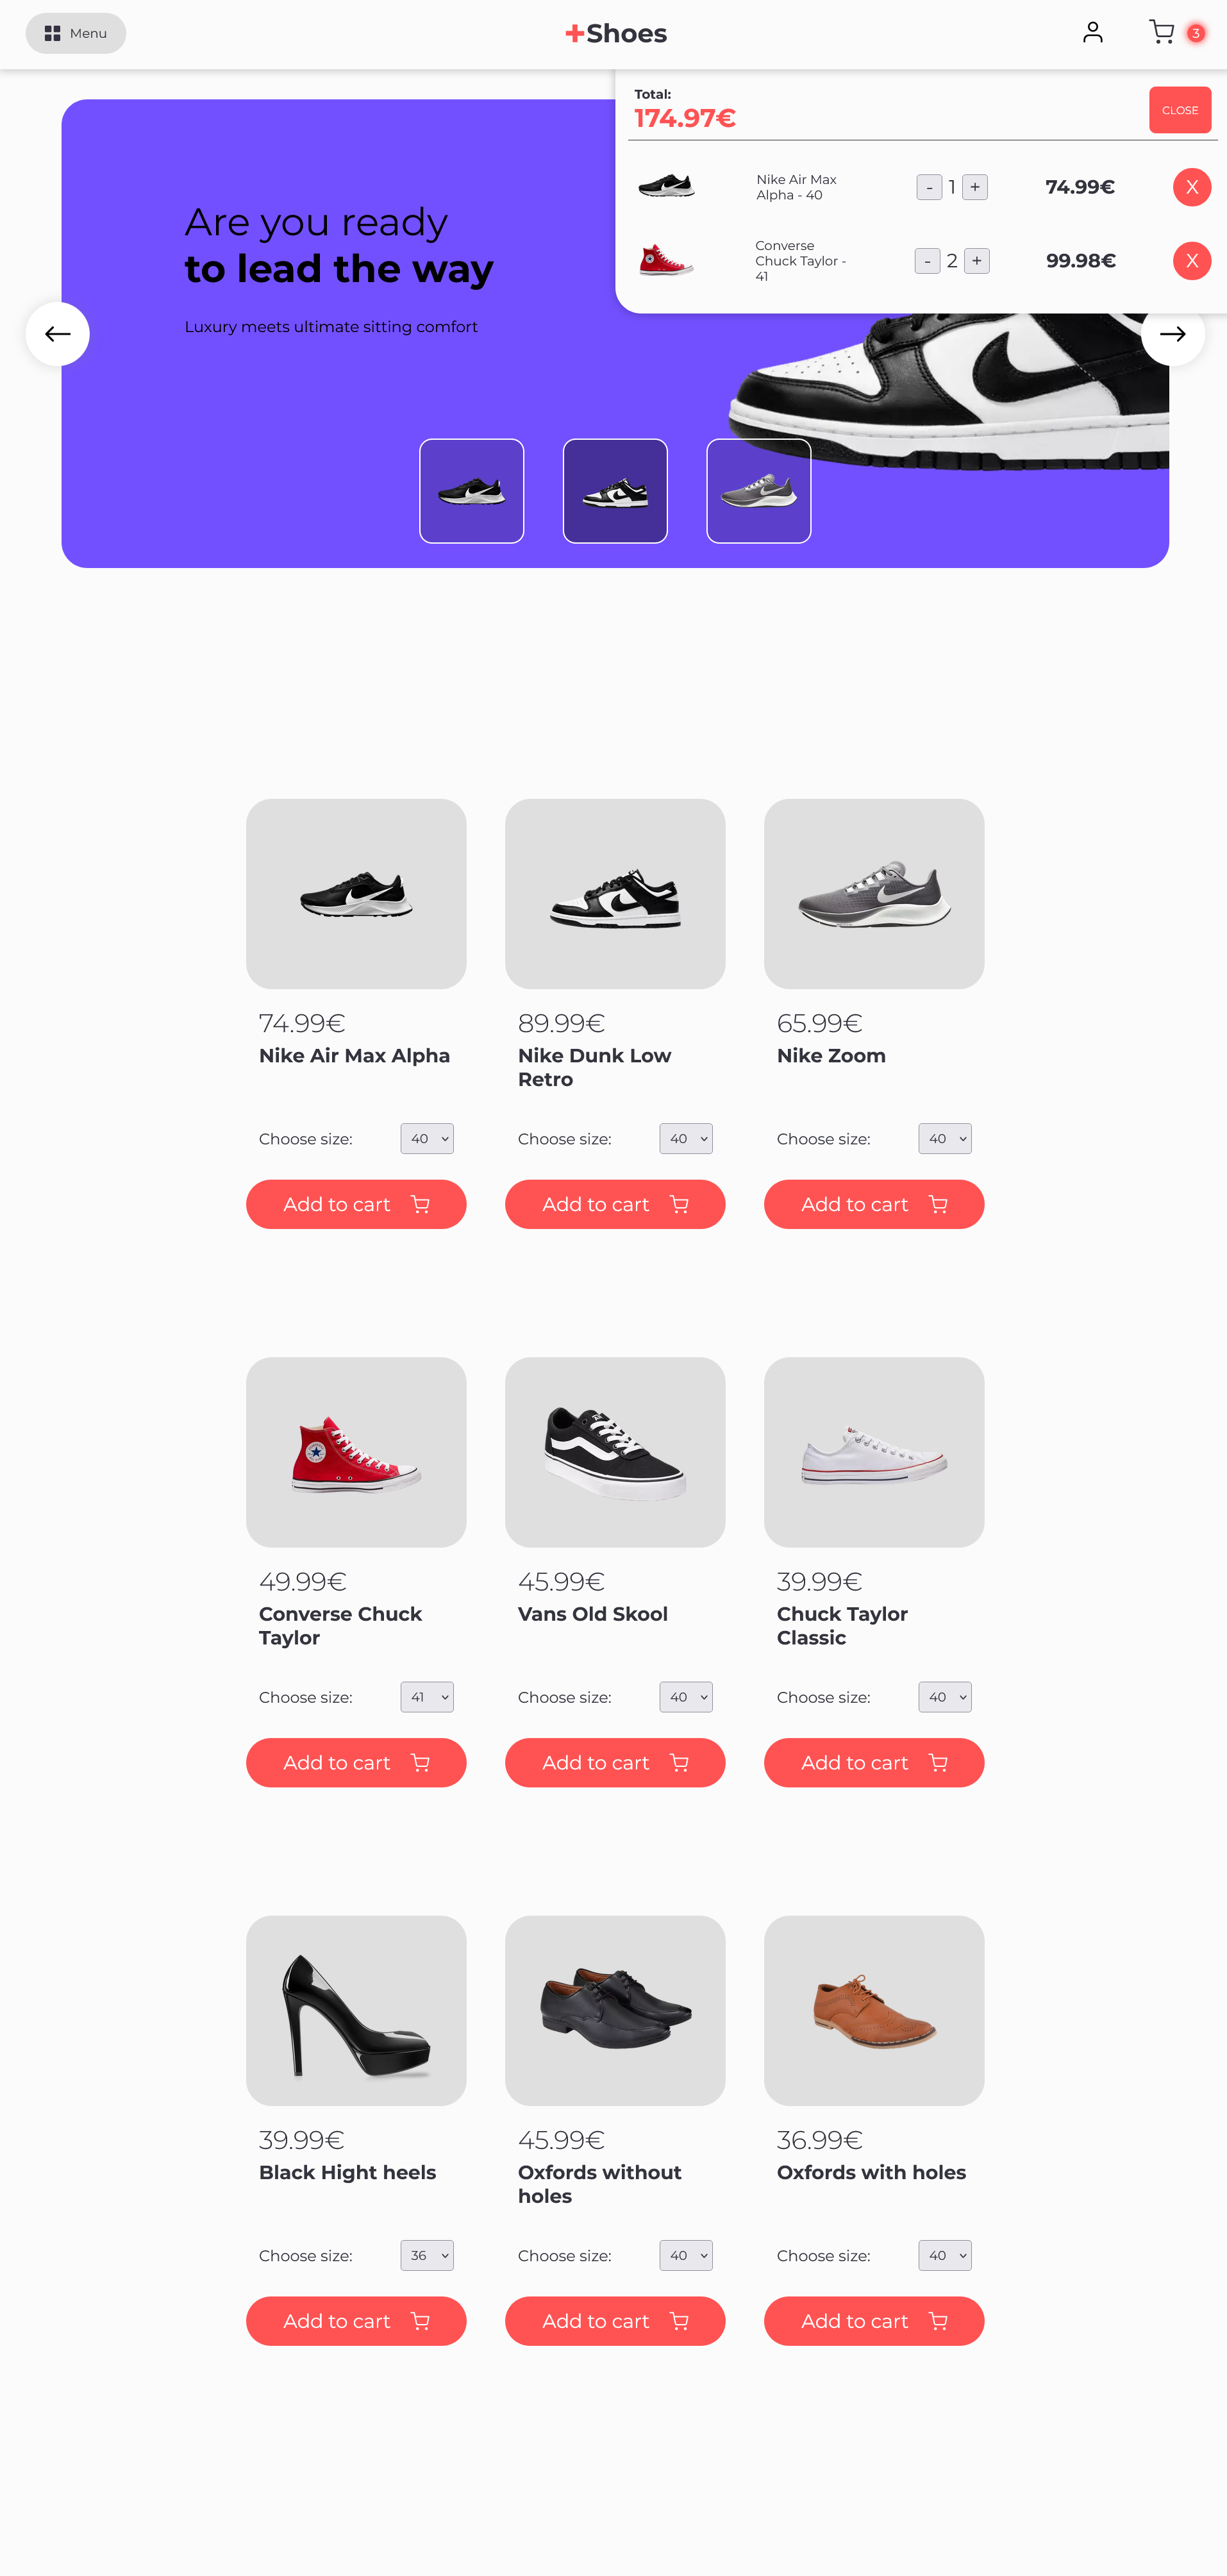 Menu
+Shoes
3
Total:
174.97€
CLOSE
Nike Air Max
Alpha - 40
- 1 +
74.99€
X
Converse
Chuck Taylor -
41
- 2 +
99.98€
X
Are you ready
to lead the way
Luxury meets ultimate sitting comfort
74.99€
Nike Air Max Alpha
Choose size:
40
Add to cart
89.99€
Nike Dunk Low
Retro
Choose size:
40
Add to cart
65.99€
Nike Zoom
Choose size:
40
Add to cart
49.99€
Converse Chuck
Taylor
Choose size:
41
Add to cart
45.99€
Vans Old Skool
Choose size:
40
Add to cart
39.99€
Chuck Taylor
Classic
Choose size:
40
Add to cart
39.99€
Black Hight heels
Choose size:
36
Add to cart
45.99€
Oxfords without
holes
Choose size:
40
Add to cart
36.99€
Oxfords with holes
Choose size:
40
Add to cart